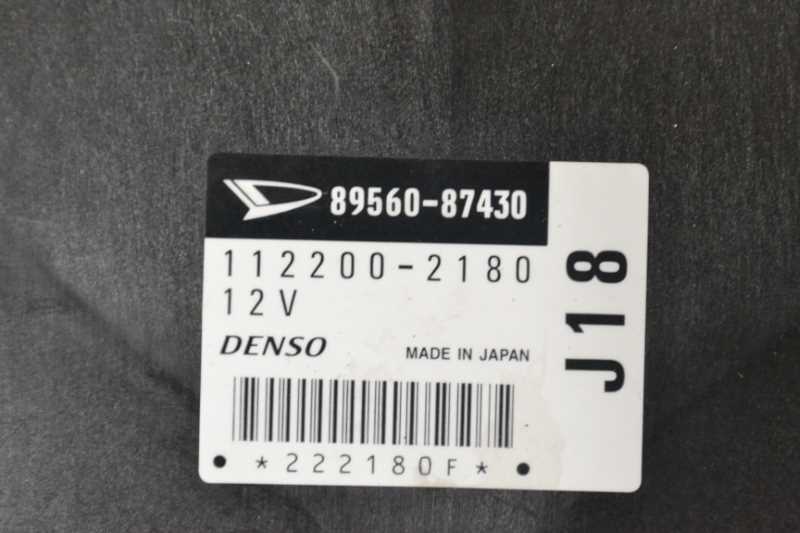 89560-87430
112200-2180
12V
DENSO MADE IN JAPAN
*222180F*
J18